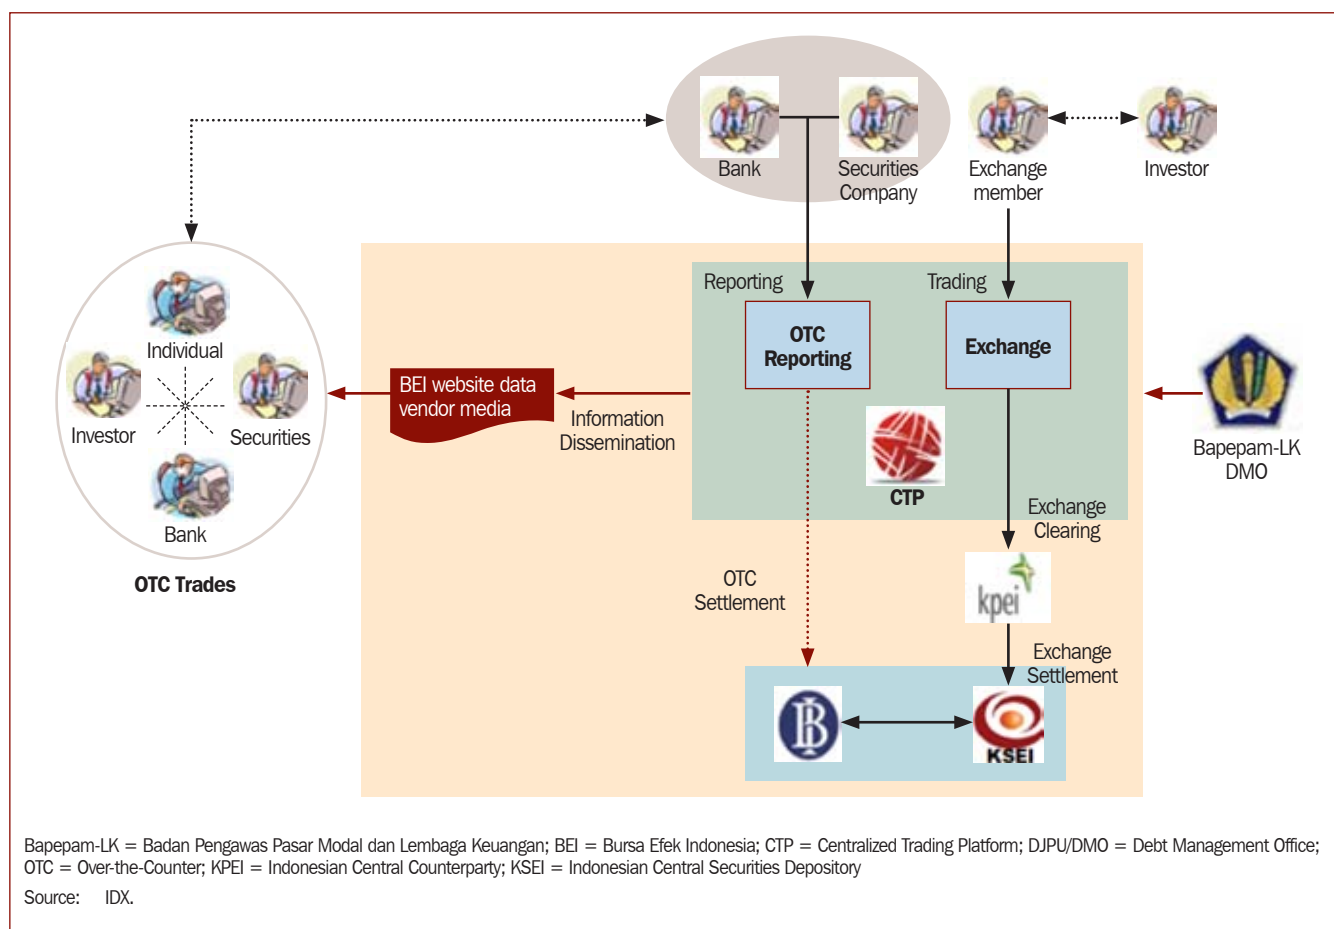 Bank
Securities
Company
Exchange
member
Investor
Reporting
Trading
OTC
Reporting
Exchange
Individual
Investor
Securities
Bank
OTC Trades
BEI website data
vendor media
Information
Dissemination
CTP
Bapepam-LK
DMO
Exchange
Clearing
kpei
OTC
Settlement
Exchange
Settlement
BI
KSEI
Bapepam-LK = Badan Pengawas Pasar Modal dan Lembaga Keuangan; BEI = Bursa Efek Indonesia; CTP = Centralized Trading Platform; DJPU/DMO = Debt Management Office;
OTC = Over-the-Counter; KPEI = Indonesian Central Counterparty; KSEI = Indonesian Central Securities Depository
Source: IDX.